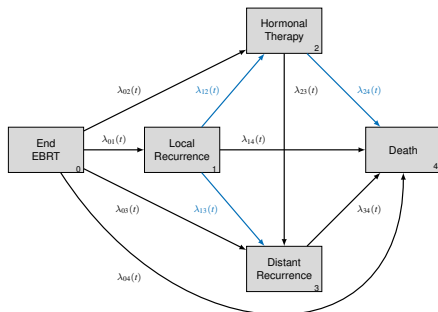 Hormonal
Therapy
2
λ02(t)
λ12(t)
λ23(t)
λ24(t)
End
EBRT
0
λ01(t)
Local
Recurrence
1
λ14(t)
Death
4
λ03(t)
λ13(t)
λ34(t)
Distant
Recurrence
3
λ04(t)